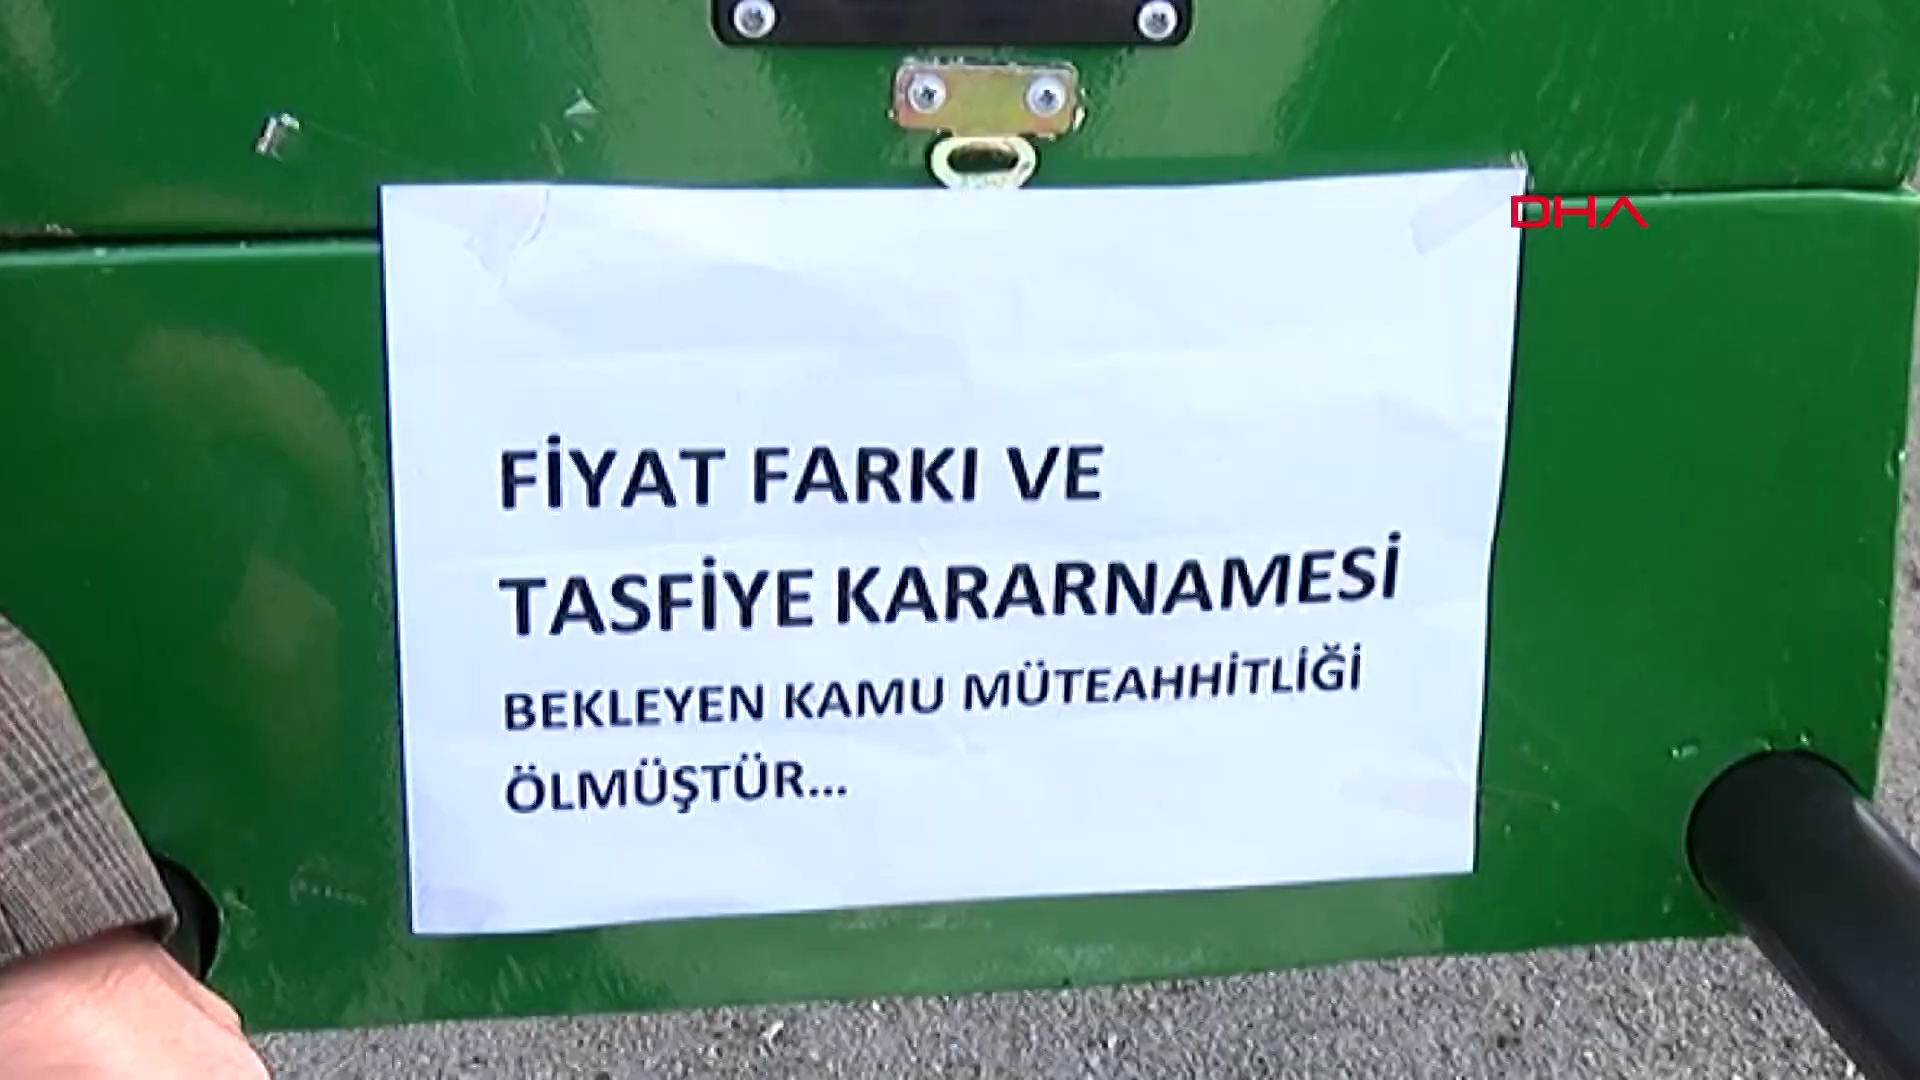 DHA
FİYAT FARKI VE
TASFİYE KARARNAMESİ
BEKLEYEN KAMU MÜTEAHHİTLİĞİ
ÖLMÜŞTÜR...